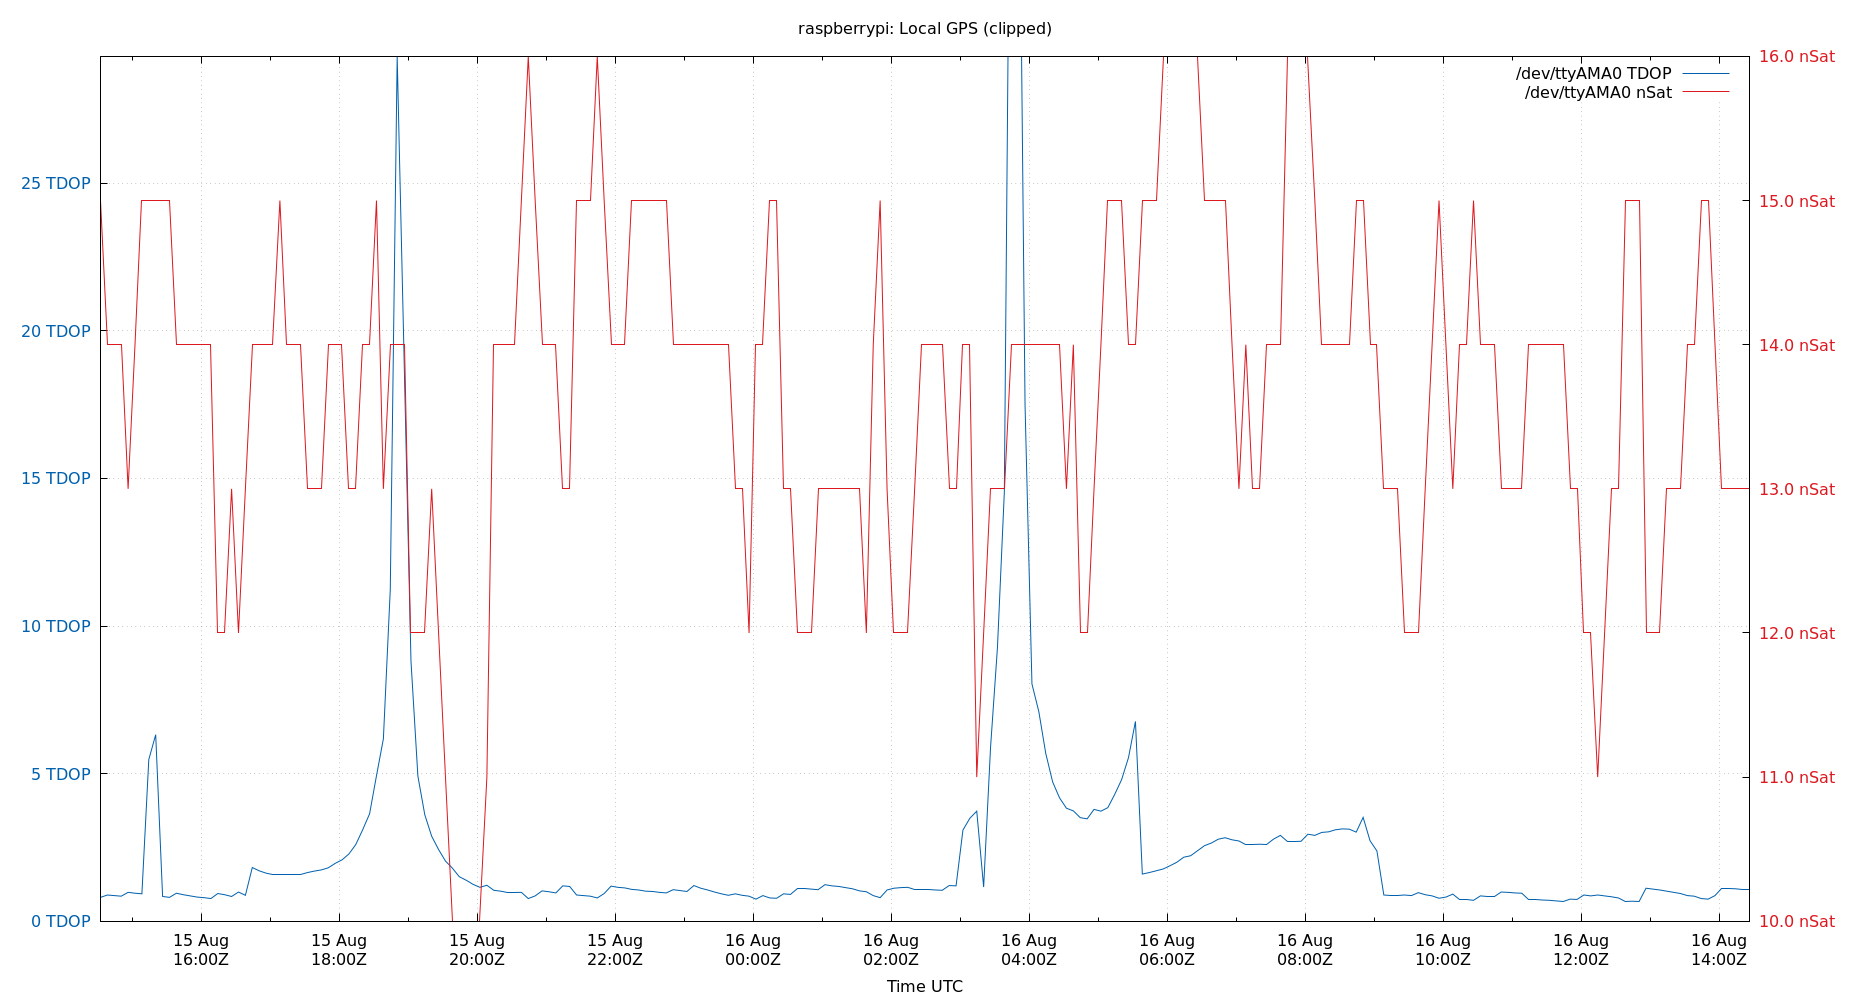 raspberrypi: Local GPS (clipped)
/dev/ttyAMA0 TDOP
/dev/ttyAMA0 nSat
25 TDOP
20 TDOP
15 TDOP
10 TDOP
5 TDOP
0 TDOP
16.0 nSat
15.0 nSat
14.0 nSat
13.0 nSat
12.0 nSat
11.0 nSat
10.0 nSat
15 Aug
16:00Z
15 Aug
18:00Z
15 Aug
20:00Z
15 Aug
22:00Z
16 Aug
00:00Z
16 Aug
02:00Z
16 Aug
04:00Z
16 Aug
06:00Z
16 Aug
08:00Z
16 Aug
10:00Z
16 Aug
12:00Z
16 Aug
14:00Z
Time UTC